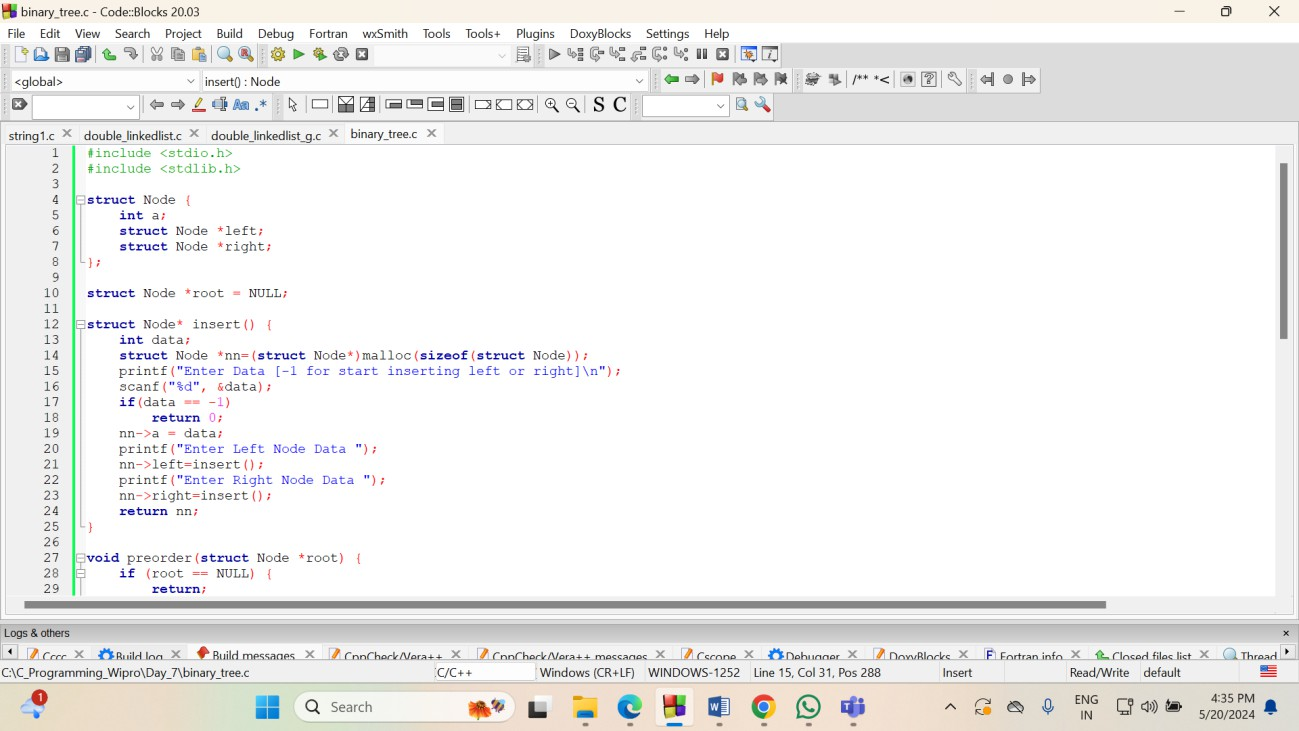 binary_tree.c - Code::Blocks 20.03
File Edit View Search Project Build Debug Fortran wxSmith Tools Tools+ Plugins DoxyBlocks Settings Help
<global> insert() : Node /** *<
Aa .* S C
string1.c double_linkedlist.c double_linkedlist_g.c binary_tree.c
1 #include <stdio.h>
2 #include <stdlib.h>
3
4 struct Node {
5 int a;
6 struct Node *left;
7 struct Node *right;
8 };
9
10 struct Node *root = NULL;
11
12 struct Node* insert() {
13 int data;
14 struct Node *nn=(struct Node*)malloc(sizeof(struct Node));
15 printf("Enter Data [-1 for start inserting left or right]\n");
16 scanf("%d", &data);
17 if(data == -1)
18 return 0;
19 nn->a = data;
20 printf("Enter Left Node Data ");
21 nn->left=insert();
22 printf("Enter Right Node Data ");
23 nn->right=insert();
24 return nn;
25 }
26
27 void preorder(struct Node *root) {
28 if (root == NULL) {
29 return;
Logs & others
Cccc Build log Build messages CppCheck/Vera++ CppCheck/Vera++ messages Cscope Debugger DoxyBlocks Fortran info Closed files list Thread
C:\C_Programming_Wipro\Day_7\binary_tree.c C/C++ Windows (CR+LF) WINDOWS-1252 Line 15, Col 31, Pos 288 Insert Read/Write default
1 Search ENG IN 4:35 PM 5/20/2024